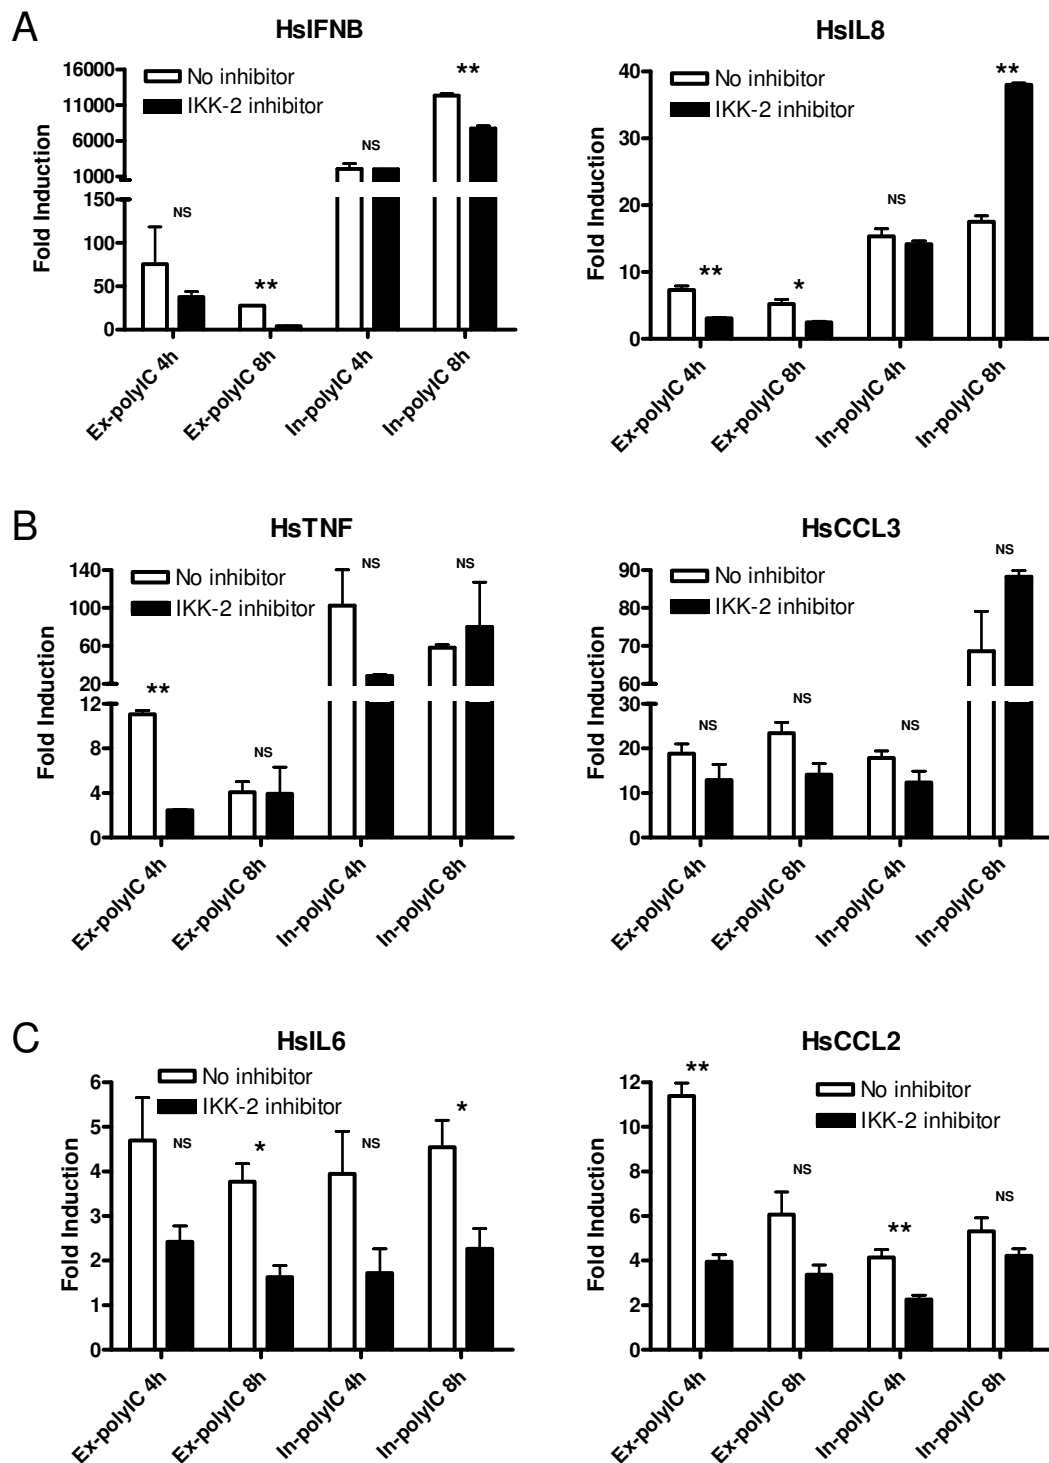 A
HsIFNB
No inhibitor
IKK-2 inhibitor
Fold Induction
16000
11000
6000
1000
150
100
50
0
NS
**
NS
**
Ex-polyIC 4h
Ex-polyIC 8h
In-polyIC 4h
In-polyIC 8h
HsIL8
No inhibitor
IKK-2 inhibitor
Fold Induction
40
30
20
10
0
**
*
NS
**
Ex-polyIC 4h
Ex-polyIC 8h
In-polyIC 4h
In-polyIC 8h
B
HsTNF
No inhibitor
IKK-2 inhibitor
Fold Induction
140
100
60
20
12
8
4
0
**
NS
NS
NS
Ex-polyIC 4h
Ex-polyIC 8h
In-polyIC 4h
In-polyIC 8h
HsCCL3
No inhibitor
IKK-2 inhibitor
Fold Induction
90
80
70
60
30
20
10
0
NS
NS
NS
NS
Ex-polyIC 4h
Ex-polyIC 8h
In-polyIC 4h
In-polyIC 8h
C
HsIL6
No inhibitor
IKK-2 inhibitor
Fold Induction
6
5
4
3
2
1
0
NS
*
NS
*
Ex-polyIC 4h
Ex-polyIC 8h
In-polyIC 4h
In-polyIC 8h
HsCCL2
No inhibitor
IKK-2 inhibitor
Fold Induction
12
10
8
6
4
2
0
**
NS
**
NS
Ex-polyIC 4h
Ex-polyIC 8h
In-polyIC 4h
In-polyIC 8h